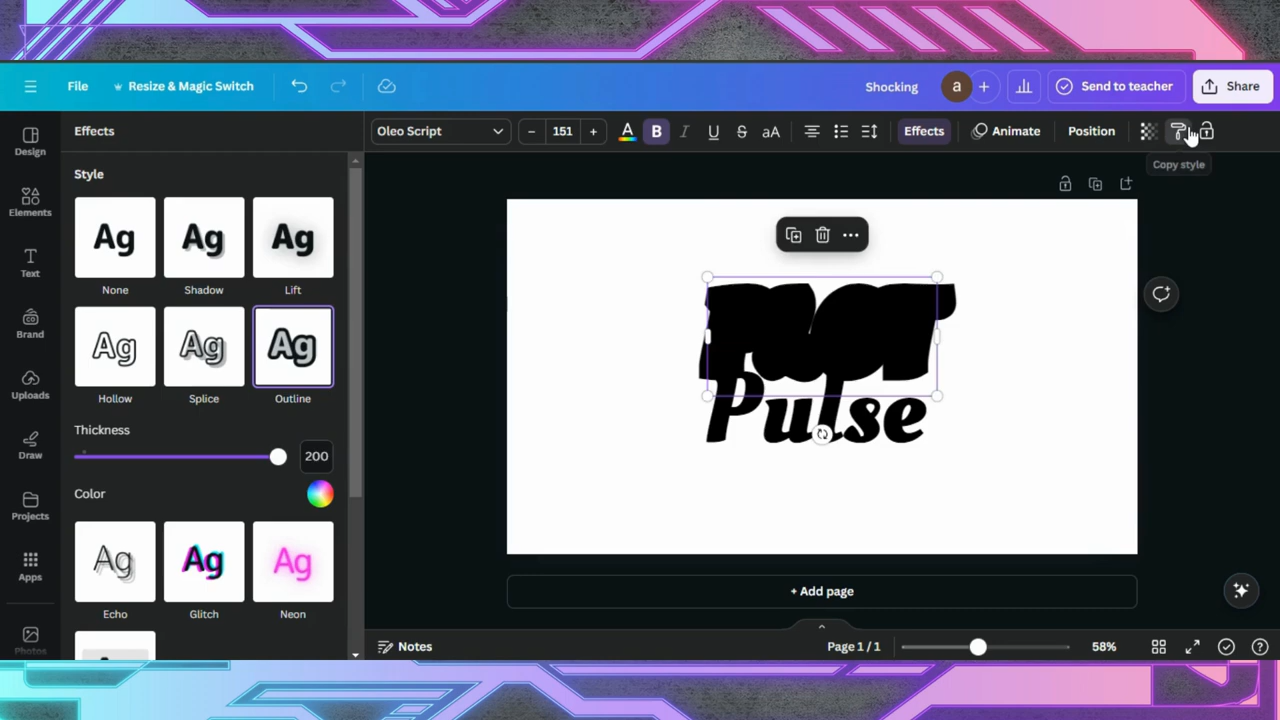 File
Resize & Magic Switch
Shocking
a
Send to teacher
Share
Effects
Oleo Script
151
B
I
U
S
aA
Effects
Animate
Position
Copy style
Design
Elements
Text
Brand
Uploads
Draw
Projects
Apps
Photos
Style
Ag
Ag
Ag
None
Shadow
Lift
Ag
Ag
Ag
Hollow
Splice
Outline
Thickness
200
Color
Ag
Ag
Ag
Echo
Glitch
Neon
Pulse
+ Add page
Notes
Page 1 / 1
58%